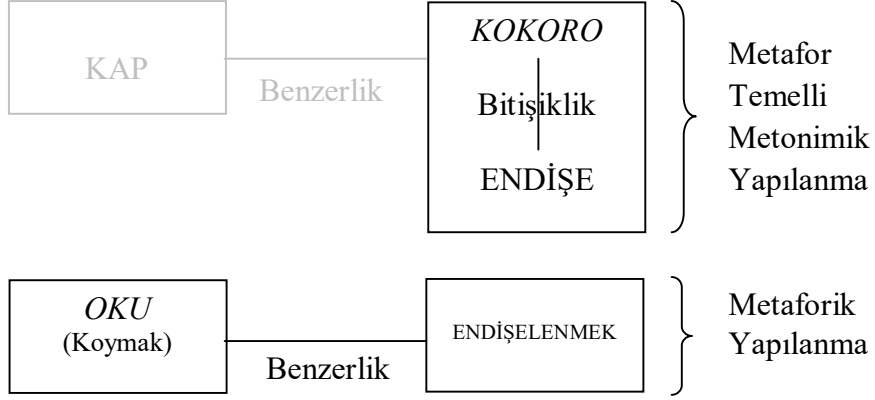 KAP
Benzerlik
KOKORO
Bitişiklik
ENDİŞE
Metafor
Temelli
Metonimik
Yapılanma
OKU
(Koymak)
Benzerlik
ENDİŞELENMEK
Metaforik
Yapılanma